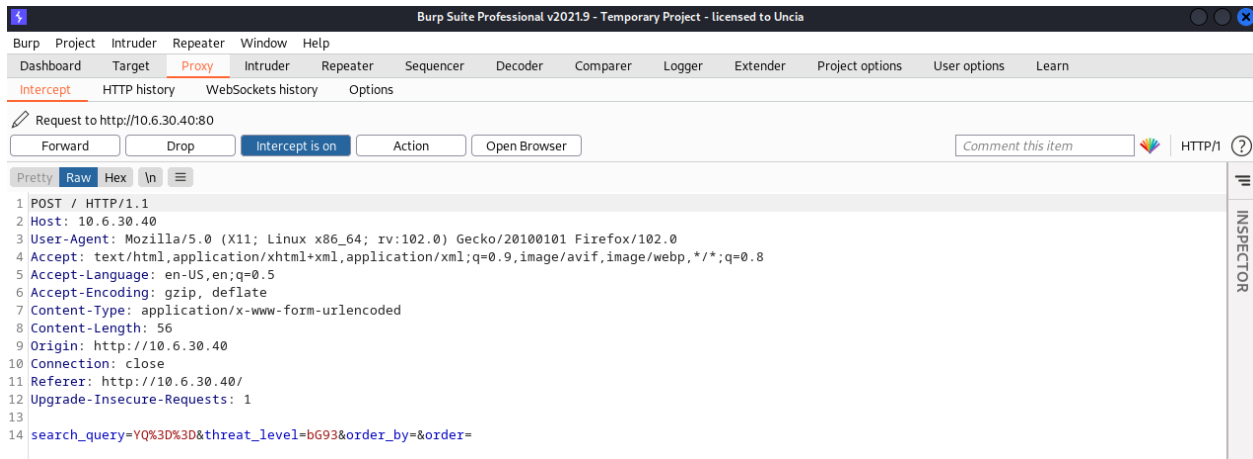 Burp Suite Professional v2021.9 - Temporary Project - licensed to Uncia
Burp Project Intruder Repeater Window Help
Dashboard Target Proxy Intruder Repeater Sequencer Decoder Comparer Logger Extender Project options User options Learn
Intercept HTTP history WebSockets history Options
Request to http://10.6.30.40:80
Forward Drop Intercept is on Action Open Browser Comment this item HTTP/1 ?
Pretty Raw Hex \n
1 POST / HTTP/1.1
2 Host: 10.6.30.40
3 User-Agent: Mozilla/5.0 (X11; Linux x86_64; rv:102.0) Gecko/20100101 Firefox/102.0
4 Accept: text/html,application/xhtml+xml,application/xml;q=0.9,image/avif,image/webp,*/*;q=0.8
5 Accept-Language: en-US,en;q=0.5
6 Accept-Encoding: gzip, deflate
7 Content-Type: application/x-www-form-urlencoded
8 Content-Length: 56
9 Origin: http://10.6.30.40
10 Connection: close
11 Referer: http://10.6.30.40/
12 Upgrade-Insecure-Requests: 1
13
14 search_query=YQ%3D%3D&threat_level=bG93&order_by=&order=
INSPECTOR